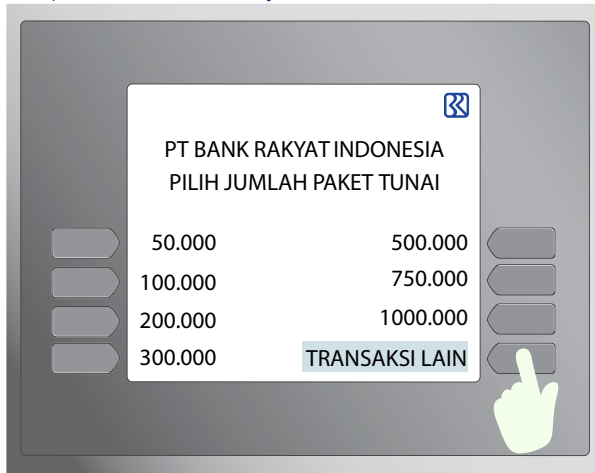 PT BANK RAKYAT INDONESIA
PILIH JUMLAH PAKET TUNAI
50.000 500.000
100.000 750.000
200.000 1000.000
300.000 TRANSAKSI LAIN